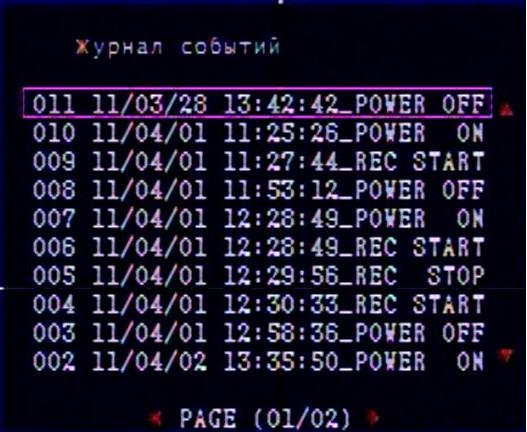 Журнал событий
011 11/03/28 13:42:42_POWER OFF
010 11/04/01 11:25:26_POWER ON
009 11/04/01 11:27:44_REC START
008 11/04/01 11:53:12_POWER OFF
007 11/04/01 12:28:49_POWER ON
006 11/04/01 12:28:49_REC START
005 11/04/01 12:29:56_REC STOP
004 11/04/01 12:30:33_REC START
003 11/04/01 12:58:36_POWER OFF
002 11/04/02 13:35:50_POWER ON
PAGE (01/02)